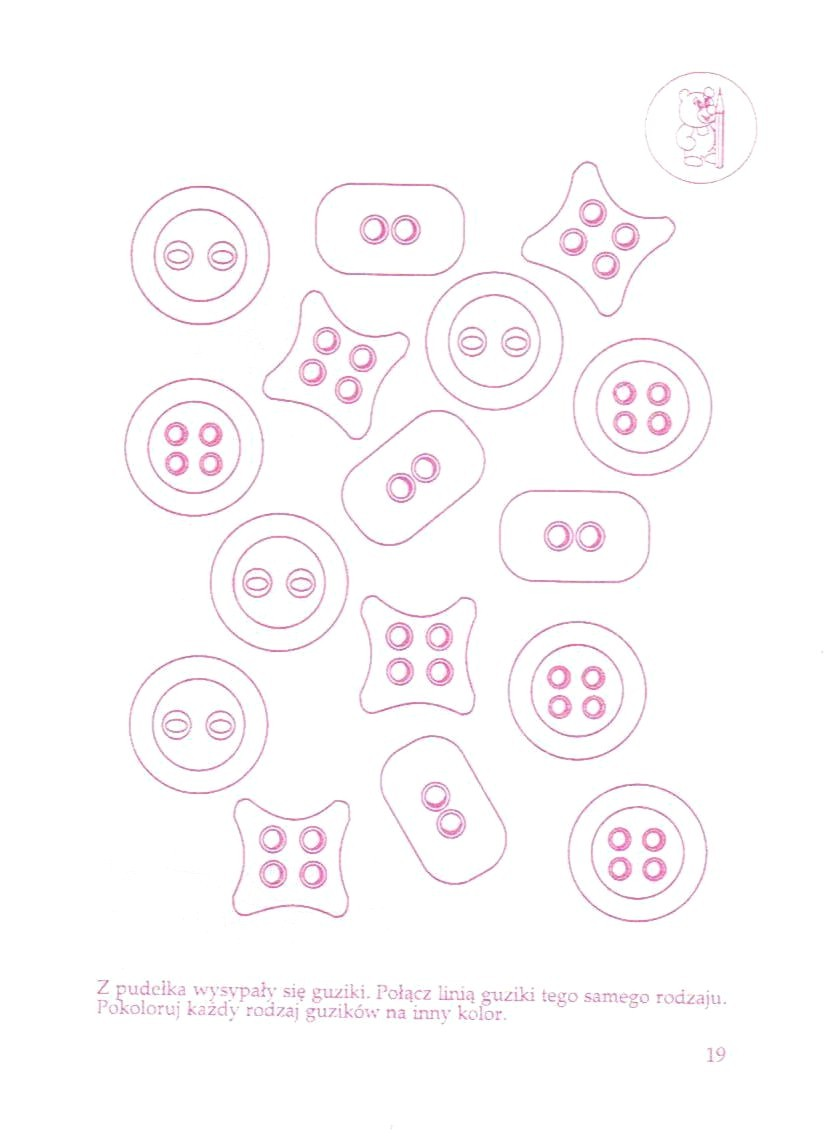 Z pudełka wysypały się guziki. Połącz linią guziki tego samego rodzaju.
Pokoloruj każdy rodzaj guzików na inny kolor.
19